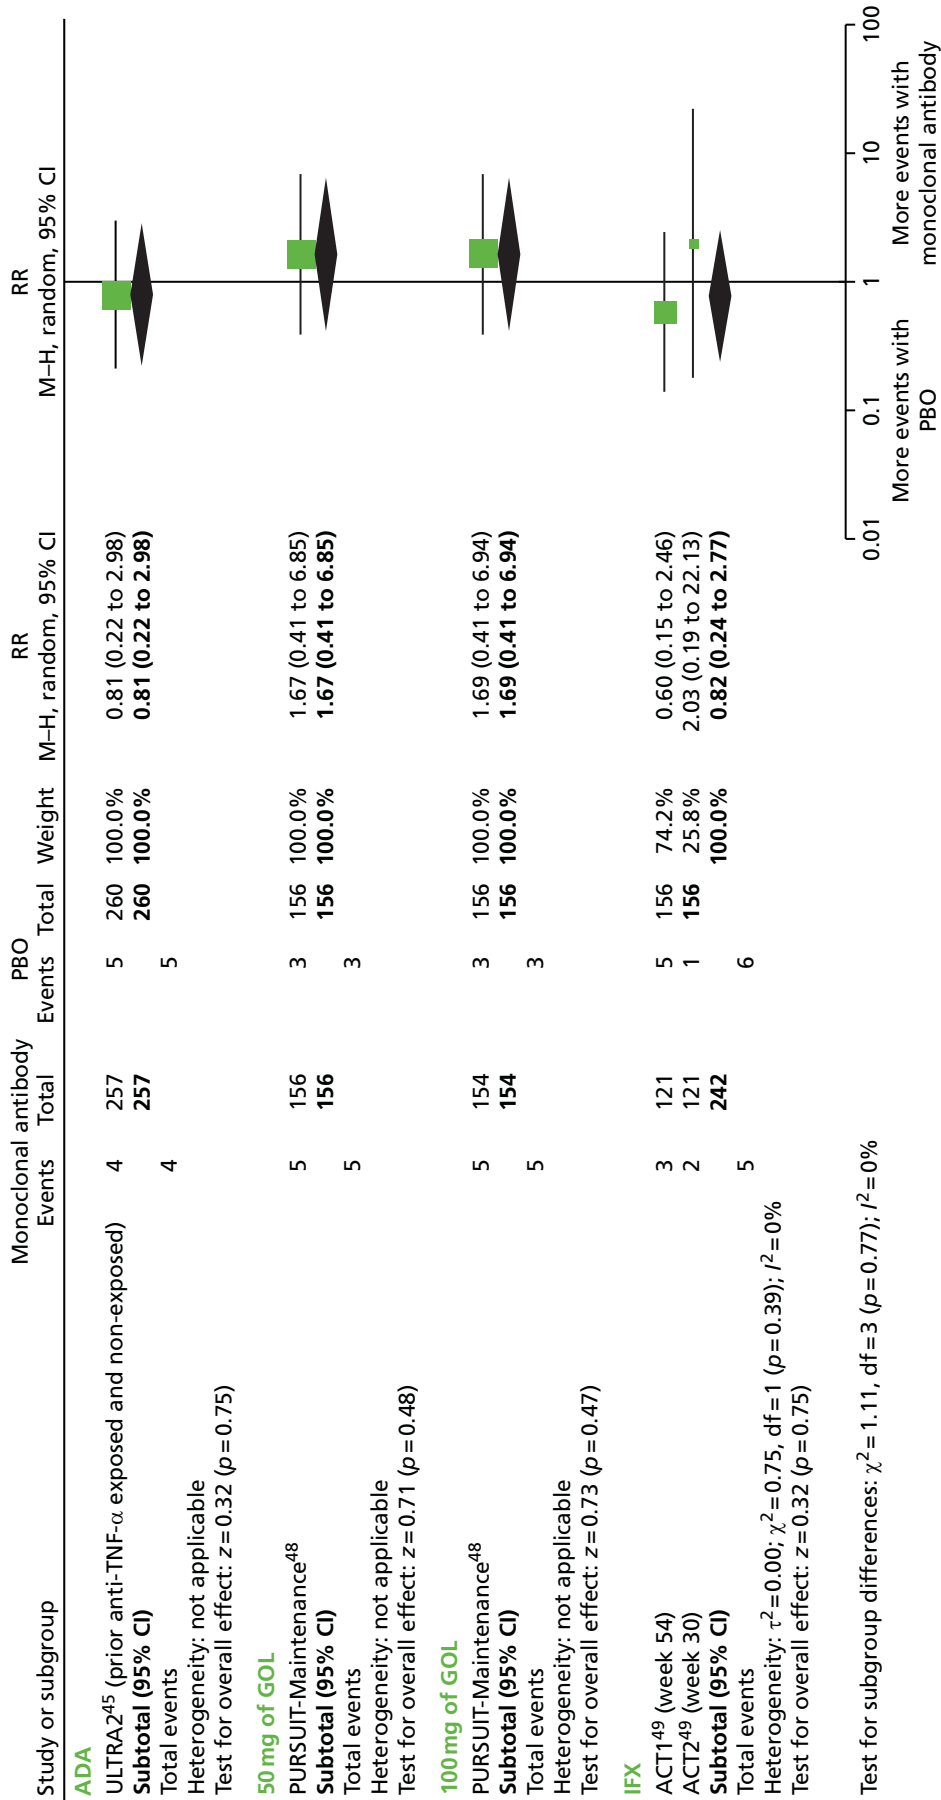 Monoclonal antibody PBO RR RR
Study or subgroup Events Total Events Total Weight M–H, random, 95% CI M–H, random, 95% CI
ADA
ULTRA2⁴⁵ (prior anti-TNF-α exposed and non-exposed) 4 257 5 260 100.0% 0.81 (0.22 to 2.98)
Subtotal (95% CI) 257 260 100.0% 0.81 (0.22 to 2.98)
Total events 4 5
Heterogeneity: not applicable
Test for overall effect: z=0.32 (p=0.75)
50mg of GOL
PURSUIT-Maintenance⁴⁸ 5 156 3 156 100.0% 1.67 (0.41 to 6.85)
Subtotal (95% CI) 156 156 100.0% 1.67 (0.41 to 6.85)
Total events 5 3
Heterogeneity: not applicable
Test for overall effect: z=0.71 (p=0.48)
100mg of GOL
PURSUIT-Maintenance⁴⁸ 5 154 3 156 100.0% 1.69 (0.41 to 6.94)
Subtotal (95% CI) 154 156 100.0% 1.69 (0.41 to 6.94)
Total events 5 3
Heterogeneity: not applicable
Test for overall effect: z=0.73 (p=0.47)
IFX
ACT1⁴⁹ (week 54) 3 121 5 156 74.2% 0.60 (0.15 to 2.46)
ACT2⁴⁹ (week 30) 2 121 1 156 25.8% 2.03 (0.19 to 22.13)
Subtotal (95% CI) 242 100.0% 0.82 (0.24 to 2.77)
Total events 5 6
Heterogeneity: τ²=0.00; χ²=0.75, df=1 (p=0.39); I²=0%
Test for overall effect: z=0.32 (p=0.75)
Test for subgroup differences: χ²=1.11, df=3 (p=0.77); I²=0%
0.01 0.1 1 10 100
More events with PBO
More events with monoclonal antibody